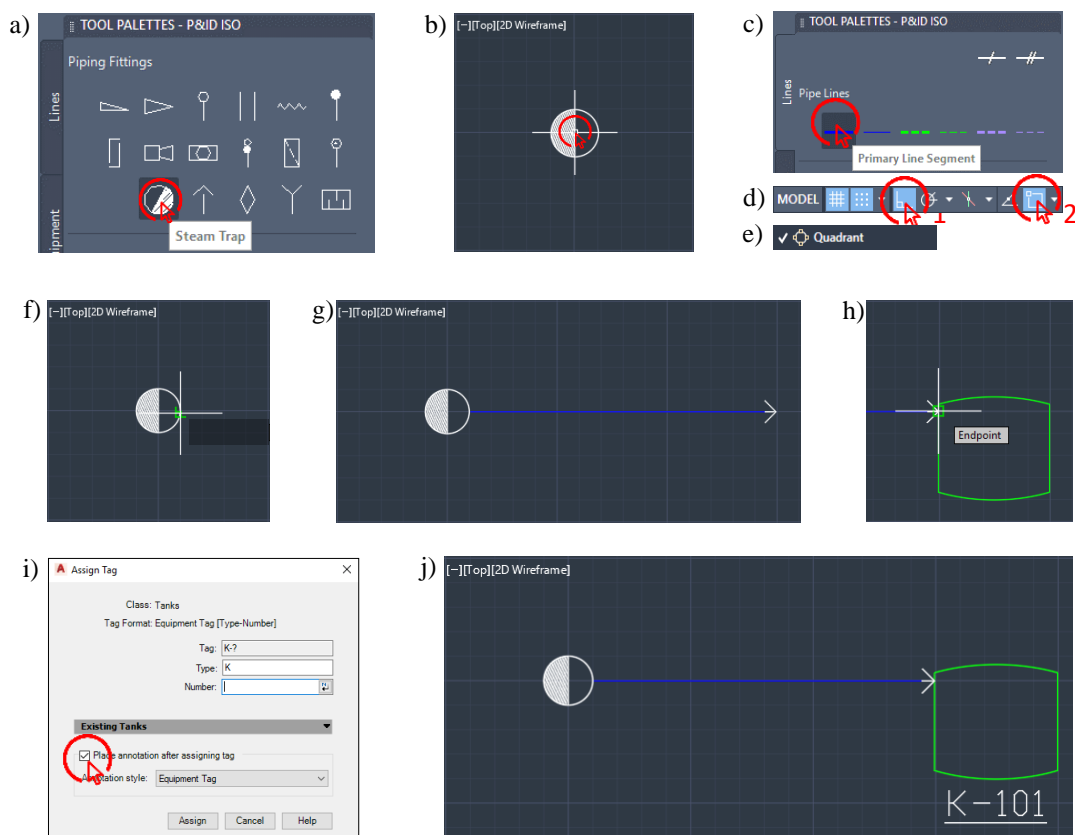 a)
TOOL PALETTES - P&ID ISO
Piping Fittings
Lines
Steam Trap
b)
[−][Top][2D Wireframe]
c)
TOOL PALETTES - P&ID ISO
Lines
Pipe Lines
Primary Line Segment
d)
MODEL
1
2
e)
Quadrant
f)
[−][Top][2D Wireframe]
g)
[−][Top][2D Wireframe]
h)
Endpoint
i)
A Assign Tag
Class: Tanks
Tag Format: Equipment Tag [Type-Number]
Tag: K-?
Type: K
Number:
Existing Tanks
Place annotation after assigning tag
Annotation style: Equipment Tag
Assign Cancel Help
j)
[−][Top][2D Wireframe]
K-101